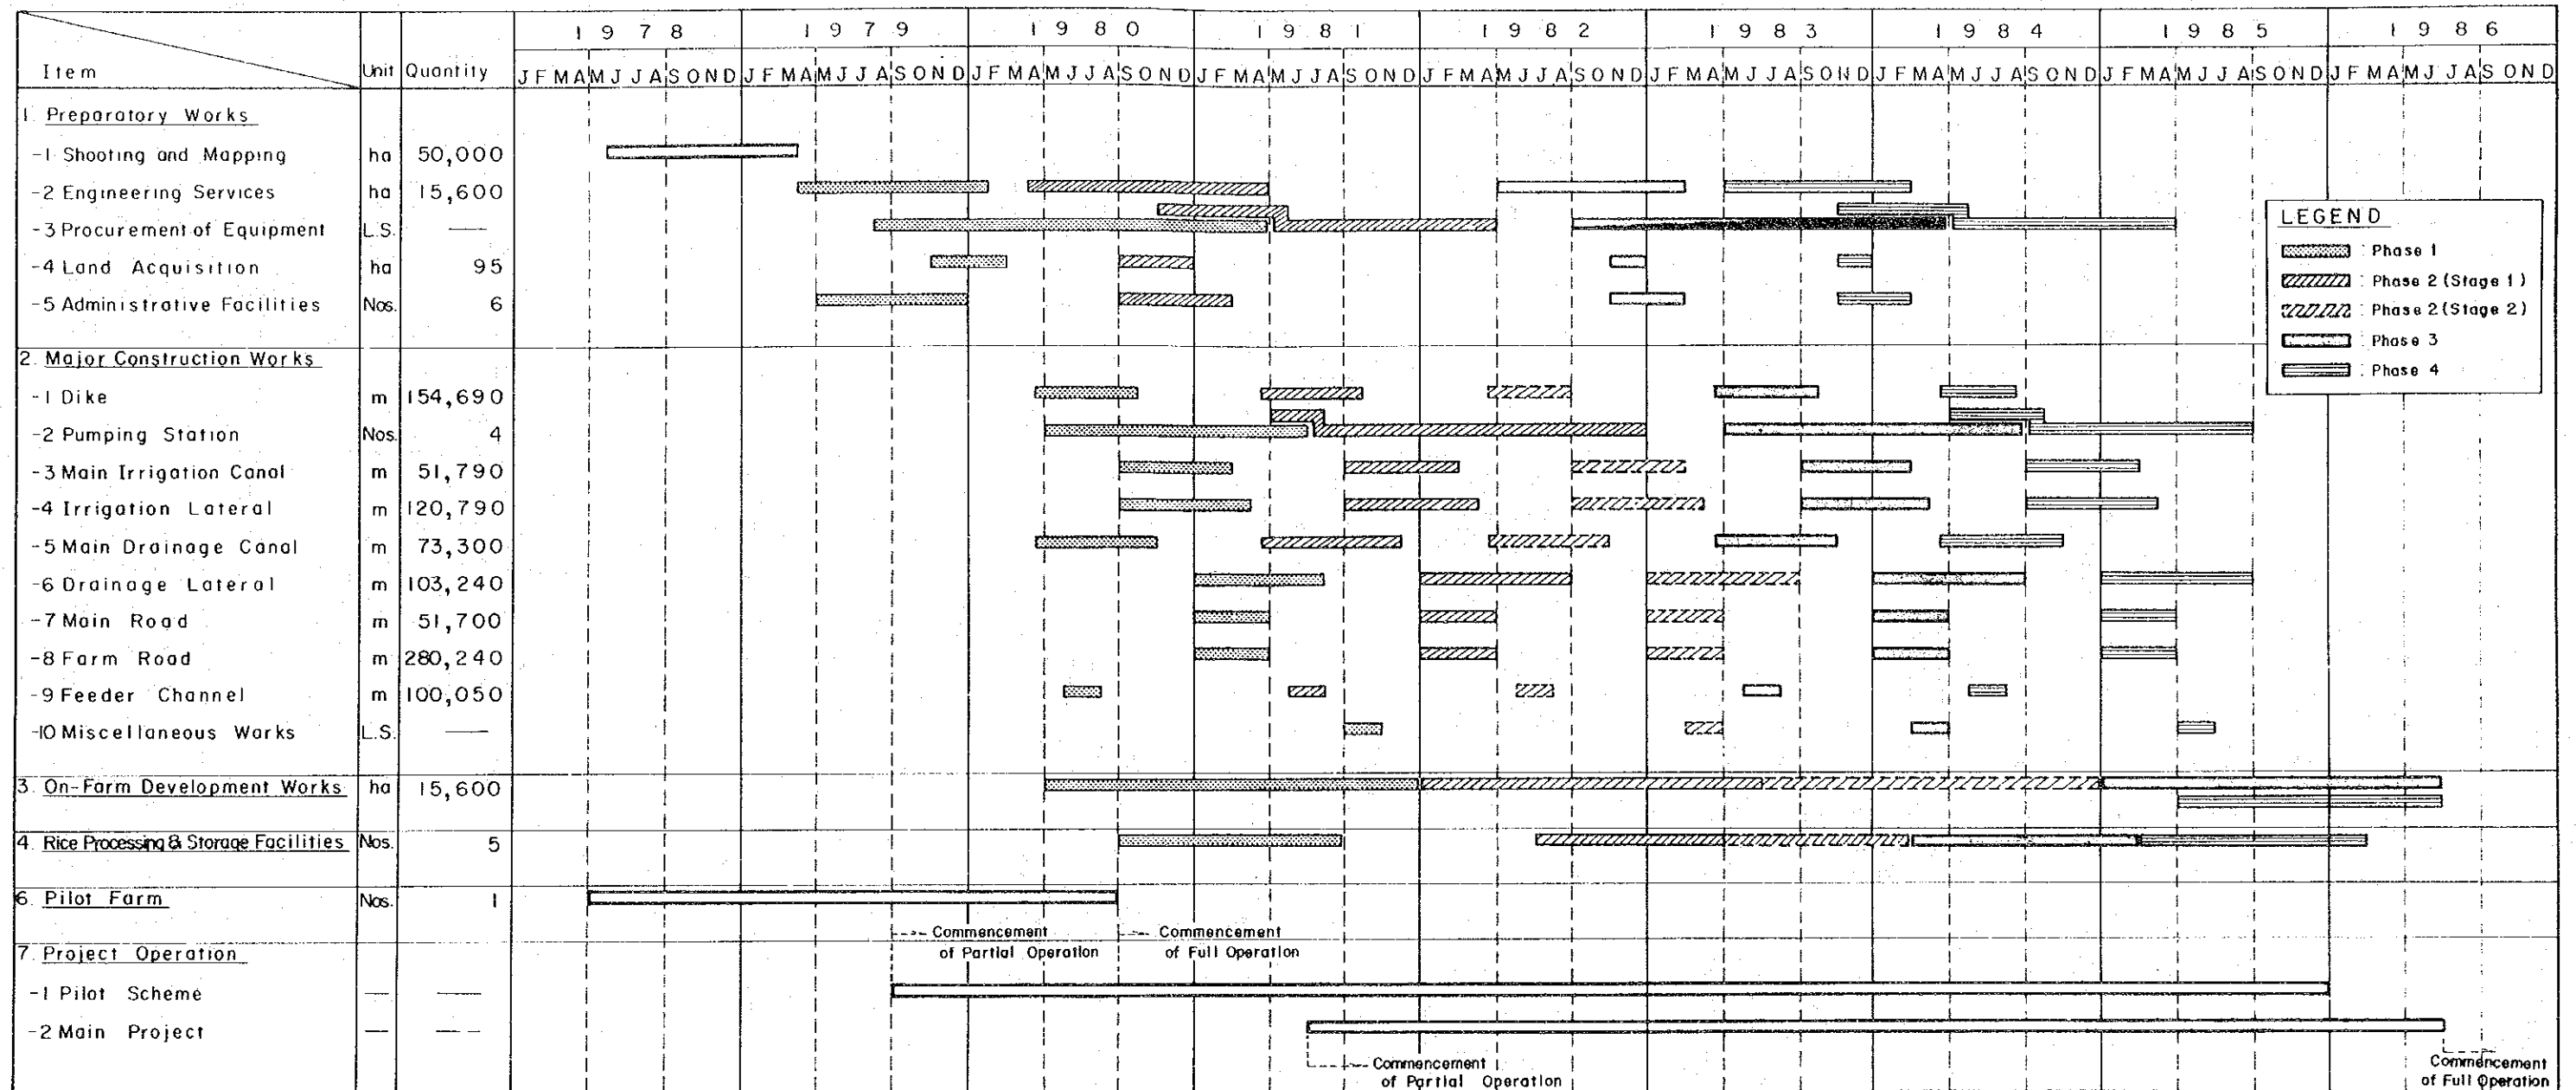 1978 1979 1980 1981 1982 1983 1984 1985 1986
Item Unit Quantity J F M A M J J A S O N D J F M A M J J A S O N D J F M A M J J A S O N D J F M A M J J A S O N D J F M A M J J A S O N D J F M A M J J A S O N D J F M A M J J A S O N D J F M A M J J A S O N D J F M A M J J A S O N D
1. Preparatory Works
-1 Shooting and Mapping ha 50,000
-2 Engineering Services ha 15,600
-3 Procurement of Equipment L.S. —
-4 Land Acquisition ha 95
-5 Administrative Facilities Nos. 6
LEGEND
: Phase 1
: Phase 2 (Stage 1)
: Phase 2 (Stage 2)
: Phase 3
: Phase 4
2. Major Construction Works
-1 Dike m 154,690
-2 Pumping Station Nos. 4
-3 Main Irrigation Canal m 51,790
-4 Irrigation Lateral m 120,790
-5 Main Drainage Canal m 73,300
-6 Drainage Lateral m 103,240
-7 Main Road m 51,700
-8 Farm Road m 280,240
-9 Feeder Channel m 100,050
-10 Miscellaneous Works L.S. —
3. On-Farm Development Works ha 15,600
4. Rice Processing & Storage Facilities Nos. 5
6. Pilot Farm Nos. 1
Commencement of Partial Operation
Commencement of Full Operation
7. Project Operation
-1 Pilot Scheme — —
-2 Main Project — —
Commencement of Partial Operation
Commencement of Full Operation